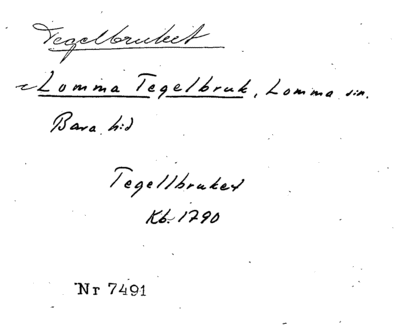 Tegelbruket
~ Lomma Tegelbruk, Lomma sn.
Bara hd
Tegellbruket
Kb. 1790
Nr 7491